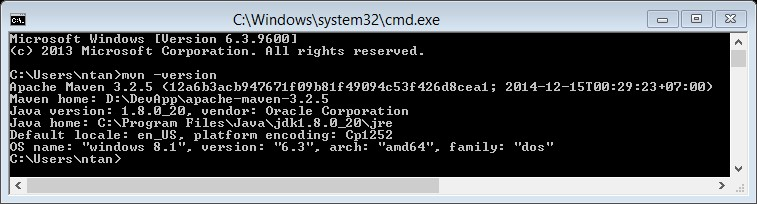 C:\Windows\system32\cmd.exe
Microsoft Windows [Version 6.3.9600]
(c) 2013 Microsoft Corporation. All rights reserved.
C:\Users\ntan>mvn -version
Apache Maven 3.2.5 (12a6b3acb947671f09b81f49094c53f426d8cea1; 2014-12-15T00:29:23+07:00)
Maven home: D:\DevApp\apache-maven-3.2.5
Java version: 1.8.0_20, vendor: Oracle Corporation
Java home: C:\Program Files\Java\jdk1.8.0_20\jre
Default locale: en_US, platform encoding: Cp1252
OS name: "windows 8.1", version: "6.3", arch: "amd64", family: "dos"
C:\Users\ntan>